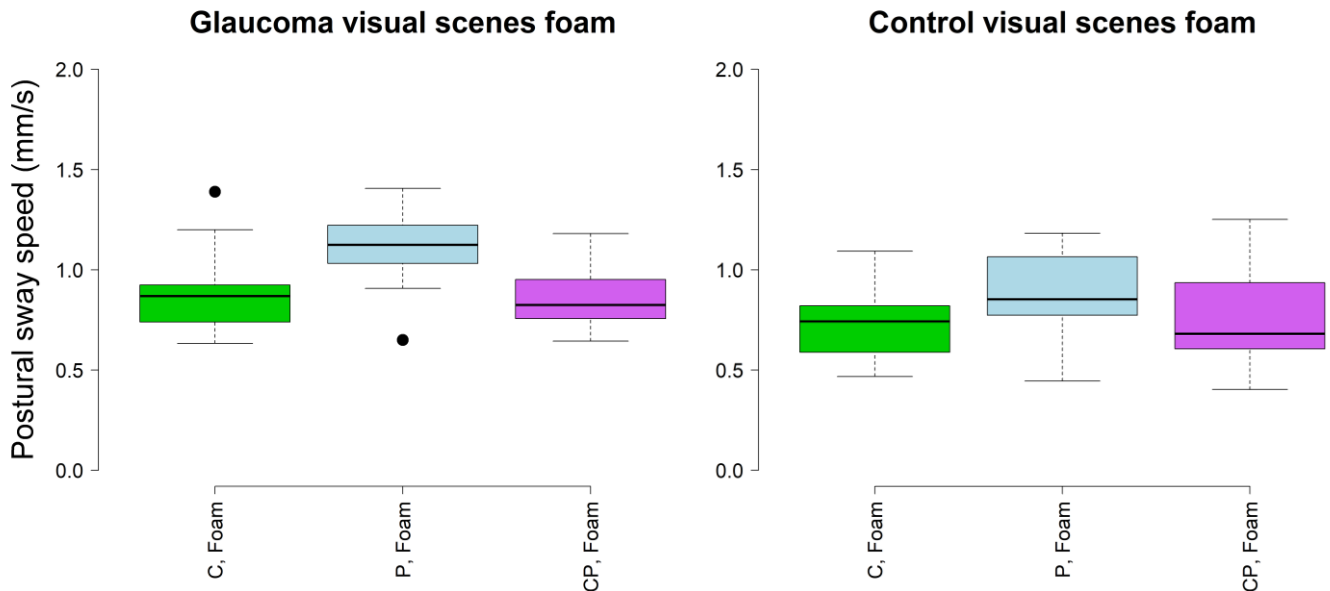 Glaucoma visual scenes foam
Postural sway speed (mm/s)
2.0
1.5
1.0
0.5
0.0
C, Foam
P, Foam
CP, Foam
Control visual scenes foam
2.0
1.5
1.0
0.5
0.0
C, Foam
P, Foam
CP, Foam